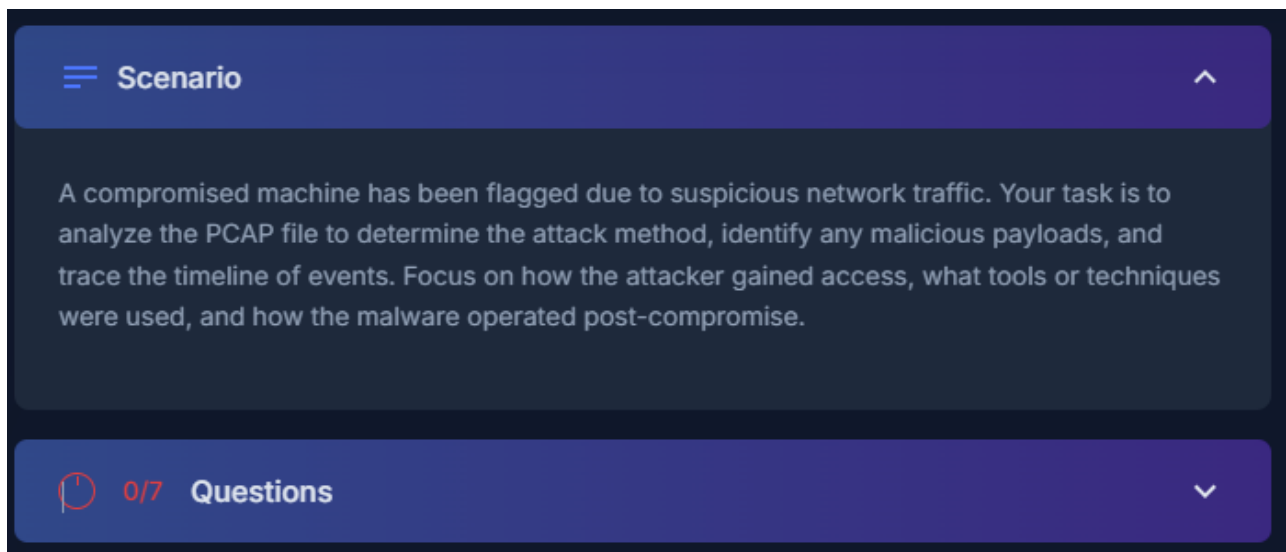 Scenario
A compromised machine has been flagged due to suspicious network traffic. Your task is to
analyze the PCAP file to determine the attack method, identify any malicious payloads, and
trace the timeline of events. Focus on how the attacker gained access, what tools or techniques
were used, and how the malware operated post-compromise.
0/7 Questions